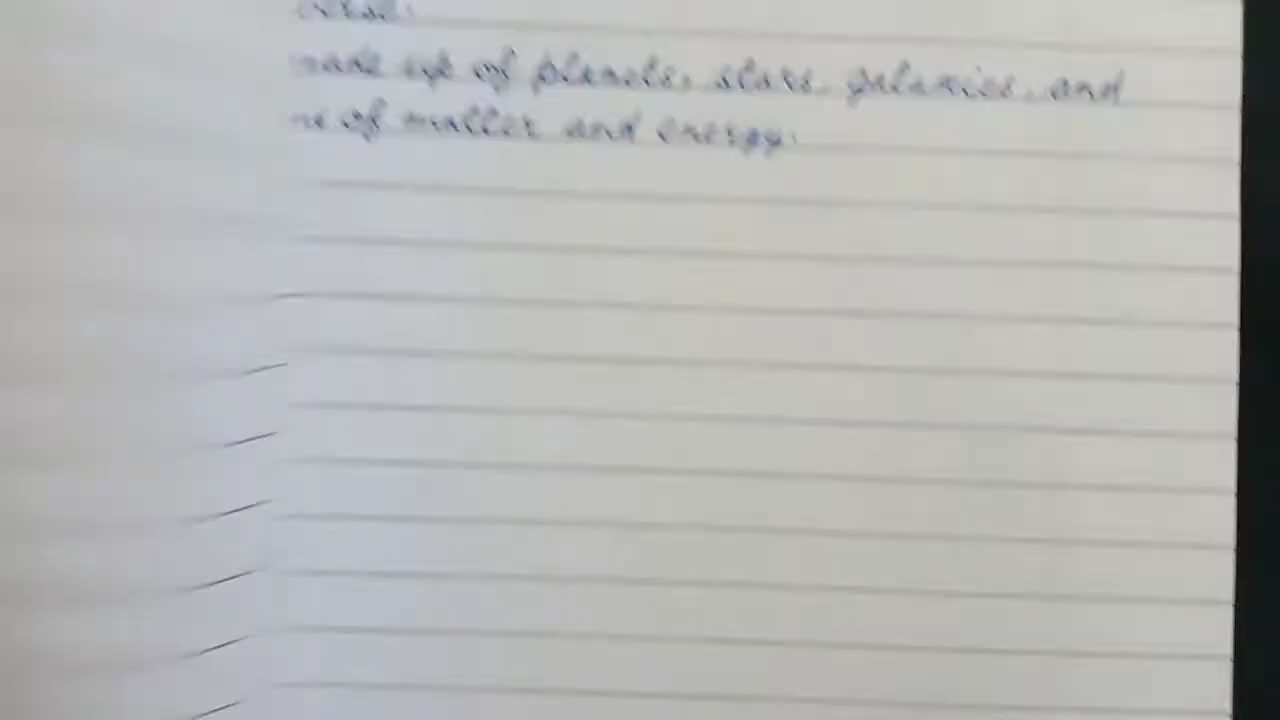 made up of planets, stars, galaxies, and
of matter and energy.